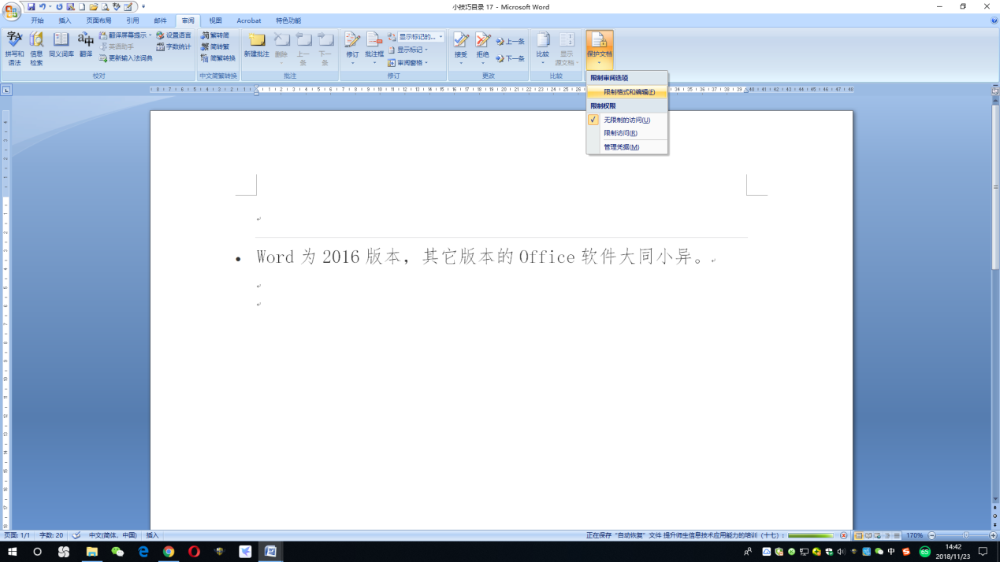 小技巧目录 17 - Microsoft Word
开始 插入 页面布局 引用 邮件 审阅 视图 Acrobat 特色功能
拼写和语法 信息检索 同义词库 翻译 翻译屏幕提示 设置语言
英语助手 字数统计
更新输入法词典
校对
繁转简
简转繁
简繁转换
中文简繁转换
新建批注 删除 上一条 下一条
批注
修订 批注框 显示标记的...
显示标记
审阅窗格
修订
接受 拒绝 上一条
下一条
更改
比较 显示源文档
比较
保护文档
限制审阅选项
限制格式和编辑(F)
限制权限
无限制的访问(U)
限制访问(R)
管理凭据(M)
Word 为 2016 版本，其它版本的 Office 软件大同小异。
页面: 1/1 字数: 20 中文(简体，中国) 插入 正在保存“自动恢复”文件 提升师生信息技术应用能力的培训（十七）: 170%
中 65 14:42
2018/11/23